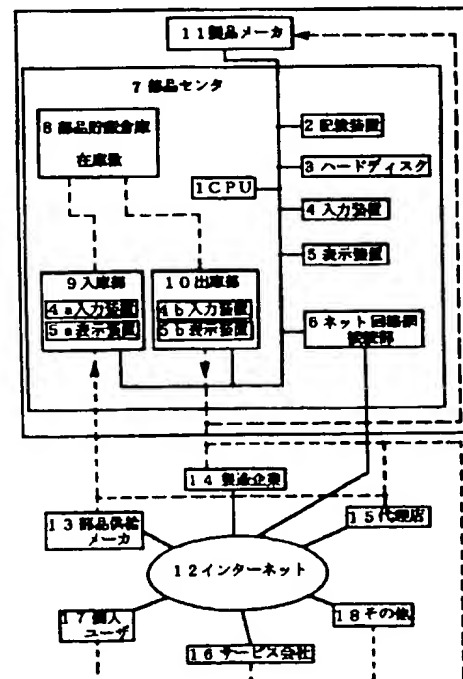 11製品メーカ
7部品センタ
8部品貯蔵倉庫
在庫数
2記憶装置
3ハードディスク
1CPU
4入力装置
5表示装置
9入庫部
4a入力装置
5a表示装置
10出庫部
4b入力装置
5b表示装置
6ネット回路網
接続部
14製造企業
13部品供給
メーカ
15代理店
12インターネット
17個人
ユーザ
18その他
16サービス会社